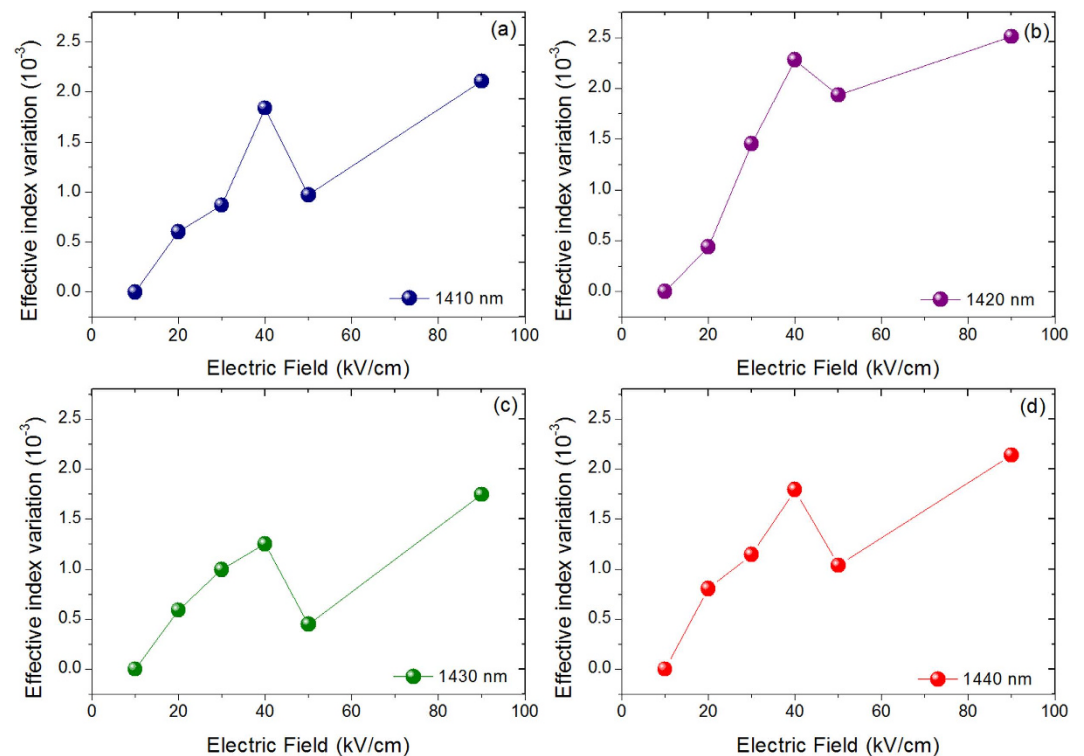 (a)
Effective index variation (10⁻³)
2.5
2.0
1.5
1.0
0.5
0.0
1410 nm
0 20 40 60 80 100
Electric Field (kV/cm)
(b)
Effective index variation (10⁻³)
2.5
2.0
1.5
1.0
0.5
0.0
1420 nm
0 20 40 60 80 100
Electric Field (kV/cm)
(c)
Effective index variation (10⁻³)
2.5
2.0
1.5
1.0
0.5
0.0
1430 nm
0 20 40 60 80 100
Electric Field (kV/cm)
(d)
Effective index variation (10⁻³)
2.5
2.0
1.5
1.0
0.5
0.0
1440 nm
0 20 40 60 80 100
Electric Field (kV/cm)